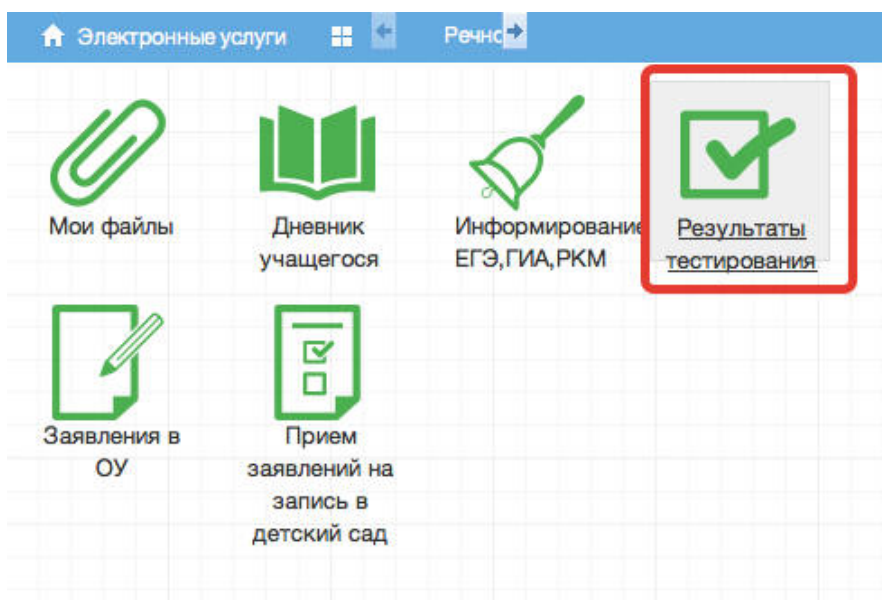 Электронные услуги
Мои файлы
Дневник
учащегося
Информирование
ЕГЭ,ГИА,РКМ
Результаты
тестирования
Заявления в
ОУ
Прием
заявлений на
запись в
детский сад